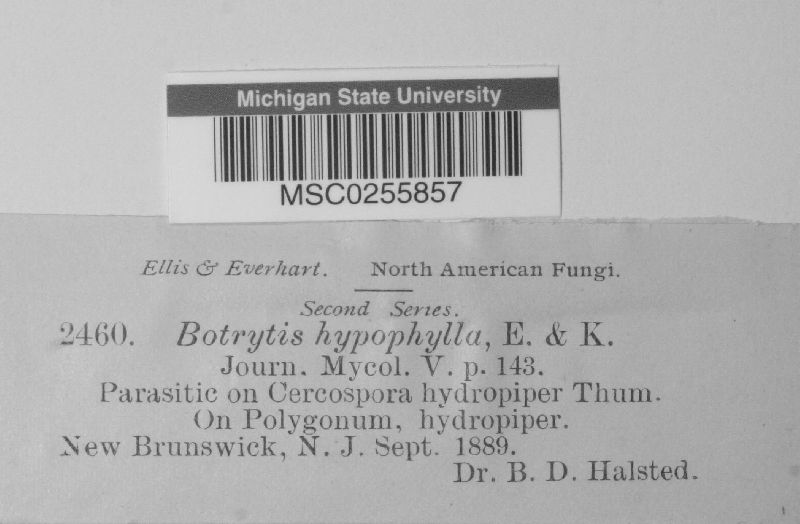 Michigan State University
MSC0255857
Ellis & Everhart. North American Fungi.
Second Series.
2460. Botrytis hypophylla, E. & K.
Journ. Mycol. V. p. 143.
Parasitic on Cercospora hydropiper Thum.
On Polygonum, hydropiper.
New Brunswick, N. J. Sept. 1889.
Dr. B. D. Halsted.